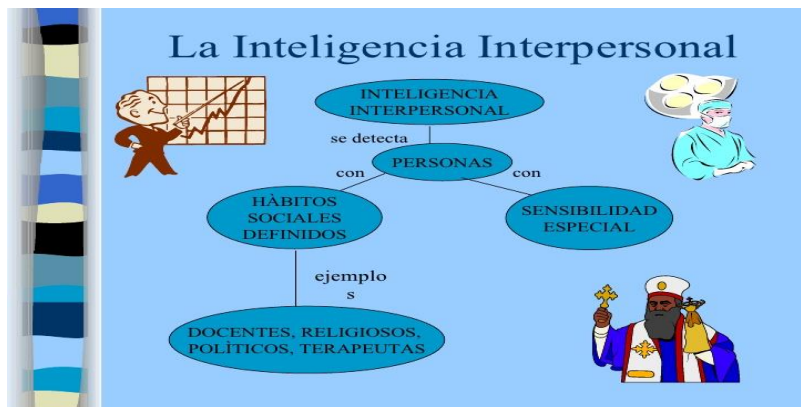 La Inteligencia Interpersonal
INTELIGENCIA
INTERPERSONAL
se detecta
PERSONAS
con
con
HÀBITOS
SOCIALES
DEFINIDOS
SENSIBILIDAD
ESPECIAL
ejemplo
s
DOCENTES, RELIGIOSOS,
POLÌTICOS, TERAPEUTAS